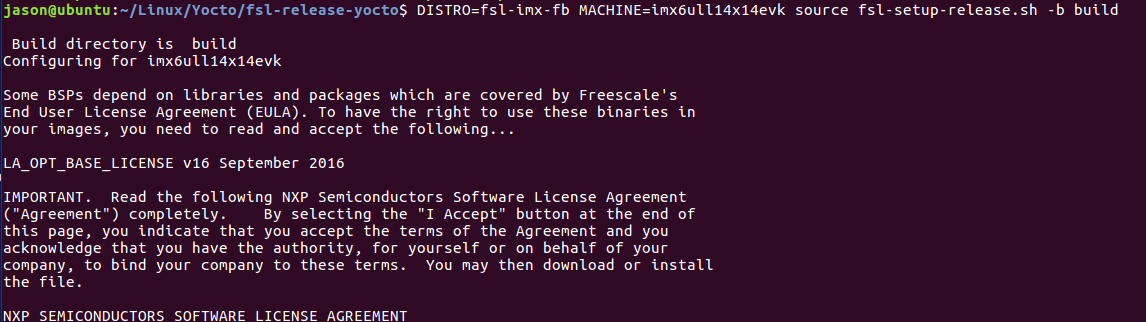 jason@ubuntu:~/Linux/Yocto/fsl-release-yocto$ DISTRO=fsl-imx-fb MACHINE=imx6ull14x14evk source fsl-setup-release.sh -b build
Build directory is  build
Configuring for imx6ull14x14evk
Some BSPs depend on libraries and packages which are covered by Freescale's
End User License Agreement (EULA). To have the right to use these binaries in
your images, you need to read and accept the following...
LA_OPT_BASE_LICENSE v16 September 2016
IMPORTANT.  Read the following NXP Semiconductors Software License Agreement
("Agreement") completely.    By selecting the "I Accept" button at the end of
this page, you indicate that you accept the terms of the Agreement and you
acknowledge that you have the authority, for yourself or on behalf of your
company, to bind your company to these terms.  You may then download or install
the file.
NXP SEMICONDUCTORS SOFTWARE LICENSE AGREEMENT